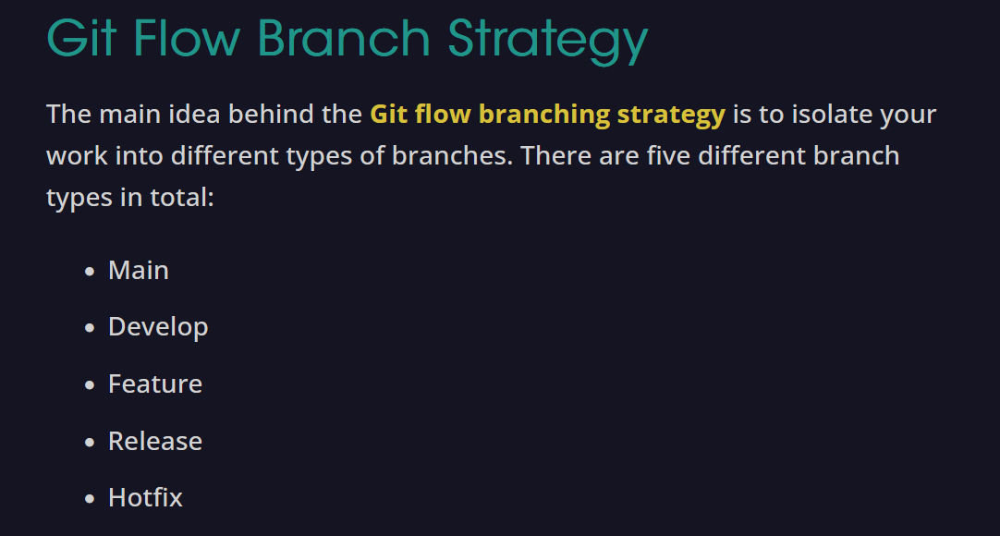 Git Flow Branch Strategy
The main idea behind the Git flow branching strategy is to isolate your
work into different types of branches. There are five different branch
types in total:
• Main
• Develop
• Feature
• Release
• Hotfix